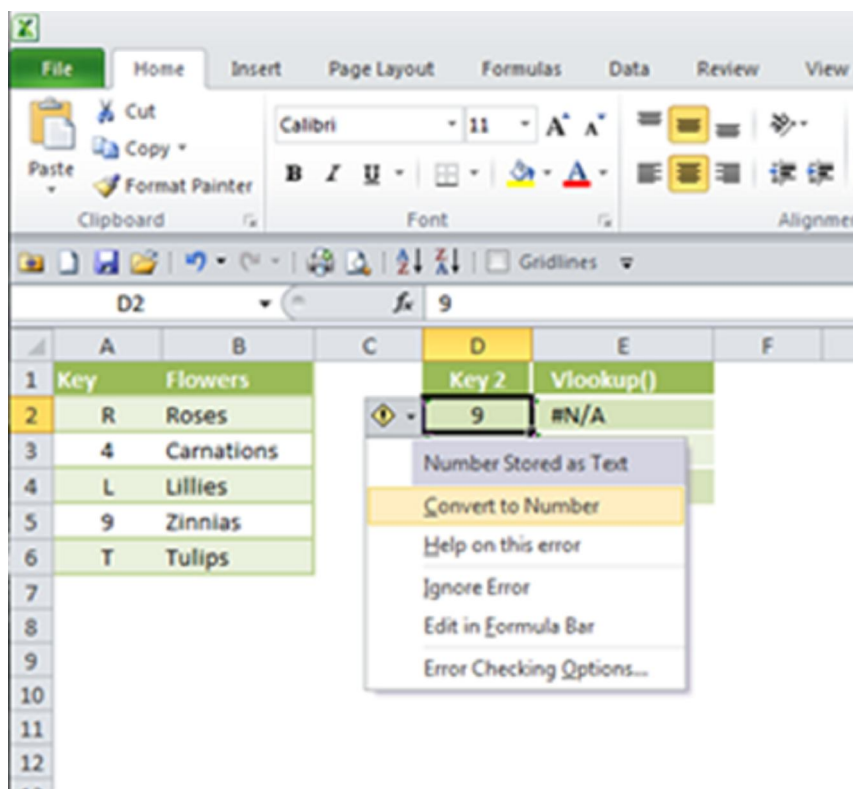 File Home Insert Page Layout Formulas Data Review View
Cut
Copy
Paste
Format Painter
Calibri 11 A A
B I U A
Clipboard Font Alignme
Gridlines
D2 fx 9
A B C D E F
1 Key Flowers Key 2 Vlookup()
2 R Roses 9 #N/A
3 4 Carnations
4 L Lillies
5 9 Zinnias
6 T Tulips
7
8
9
10
11
12
Number Stored as Text
Convert to Number
Help on this error
Ignore Error
Edit in Formula Bar
Error Checking Options...